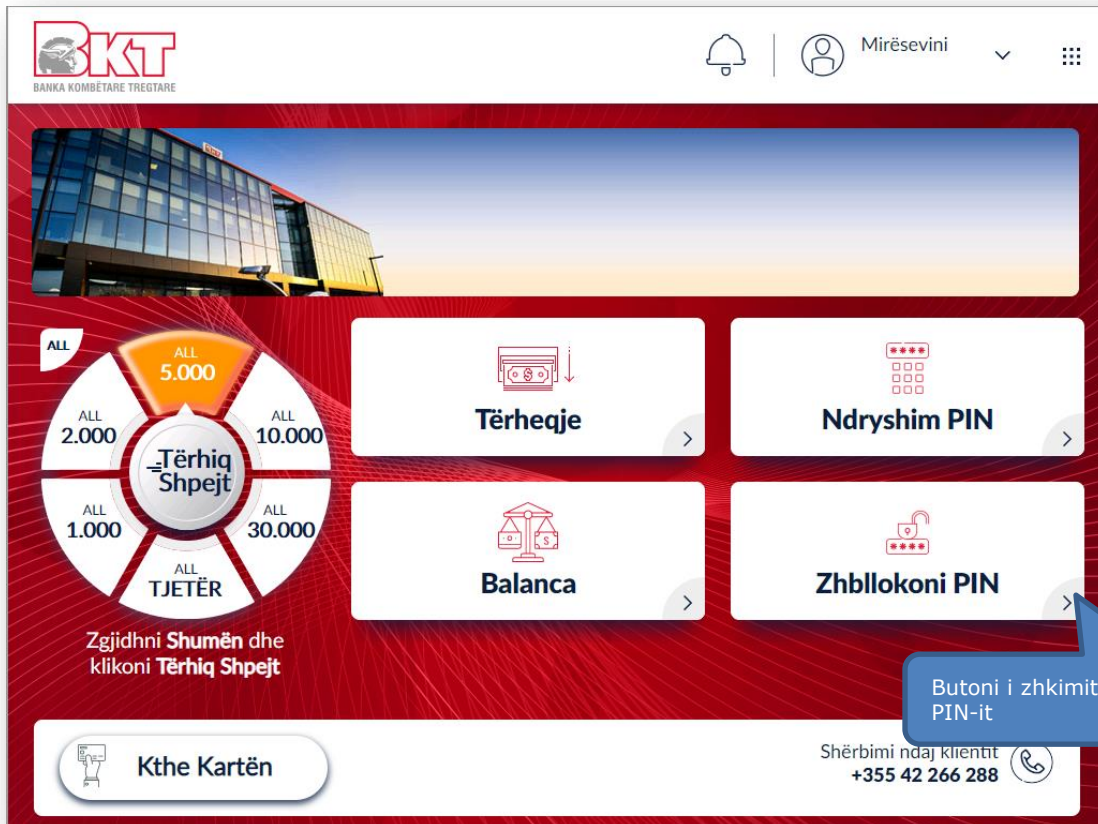 BKT
BANKA KOMBËTARE TREGTARE
Mirësevini
BKT
ALL
ALL
5.000
ALL
2.000
ALL
10.000
Tërhiq
Shpejt
ALL
1.000
ALL
30.000
ALL
TJETËR
Zgjidhni Shumën dhe
klikoni Tërhiq Shpejt
Tërheqje
****
Ndryshim PIN
Balanca
****
Zhbllokoni PIN
Butoni i zhkimit
PIN-it
Kthe Kartën
Shërbimi ndaj klientit
+355 42 266 288